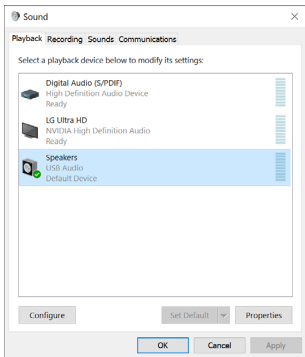 Sound
Playback Recording Sounds Communications
Select a playback device below to modify its settings:
Digital Audio (S/PDIF)
High Definition Audio Device
Ready
LG Ultra HD
NVIDIA High Definition Audio
Ready
Speakers
USB Audio
Default Device
Configure Set Default Properties
OK Cancel Apply